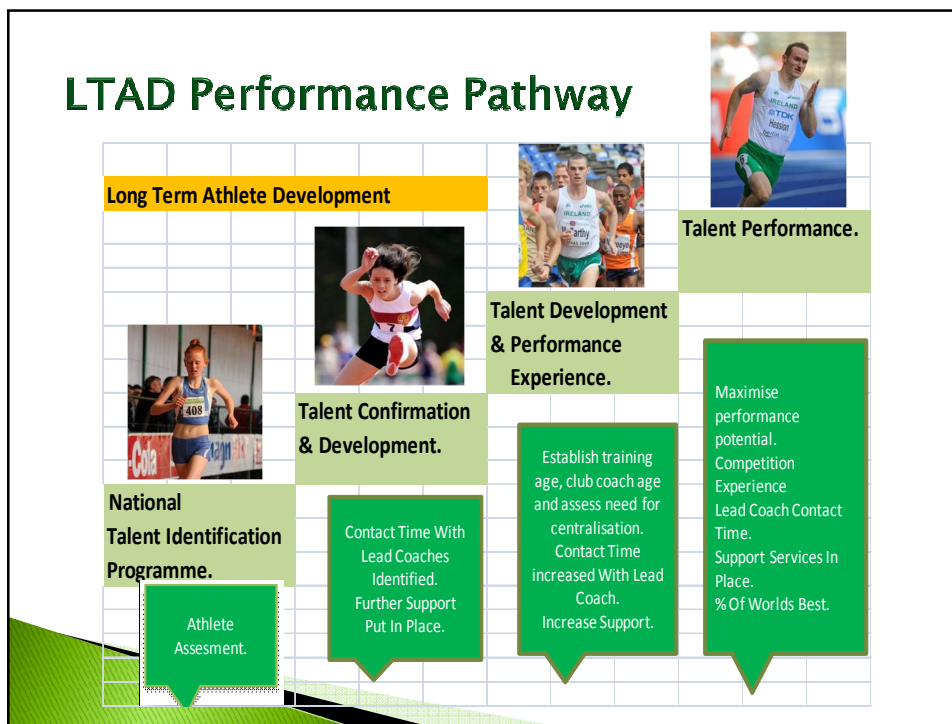 LTAD Performance Pathway
Long Term Athlete Development
National
Talent Identification
Programme.
Athlete
Assesment.
Talent Confirmation
& Development.
Contact Time With
Lead Coaches
Identified.
Further Support
Put In Place.
Talent Development
& Performance
Experience.
Establish training
age, club coach age
and assess need for
centralisation.
Contact Time
increased With Lead
Coach.
Increase Support.
Talent Performance.
Maximise
performance
potential.
Competition
Experience
Lead Coach Contact
Time.
Support Services In
Place.
% Of Worlds Best.
408
-Cola
7
IRELAND
IRELAND
TDK
Hession